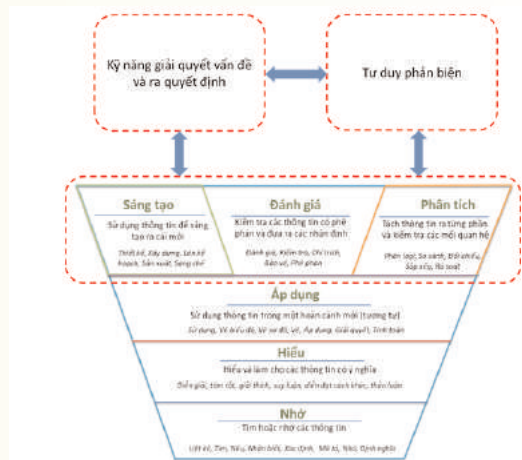 Kỹ năng giải quyết vấn đề
và ra quyết định
Tư duy phản biện
Sáng tạo
Sử dụng thông tin để sáng
tạo ra cái mới
Thiết kế, Xây dựng, Lên kế
hoạch, Sản xuất, Sáng chế
Đánh giá
Kiểm tra các thông tin có phê
phán và đưa ra các nhận định
Đánh giá, Kiểm tra, Chỉ trích,
Bảo vệ, Phê phán
Phân tích
Tách thông tin ra từng phần
và kiểm tra các mối quan hệ
Phân loại, So sánh, Đối chiếu,
Sắp xếp, Rà soát
Áp dụng
Sử dụng thông tin trong một hoàn cảnh mới (tương tự)
Sử dụng, Vẽ biểu đồ, Vẽ sơ đồ, Vẽ, Áp dụng, Giải quyết, Tính toán
Hiểu
Hiểu và làm cho các thông tin có ý nghĩa
Diễn giải, tóm tắt, giải thích, suy luận, diễn đạt cách khác, thảo luận
Nhớ
Tìm hoặc nhớ các thông tin
Liệt kê, Tìm, Nêu, Nhận biết, Xác định, Mô tả, Nhớ, Định nghĩa